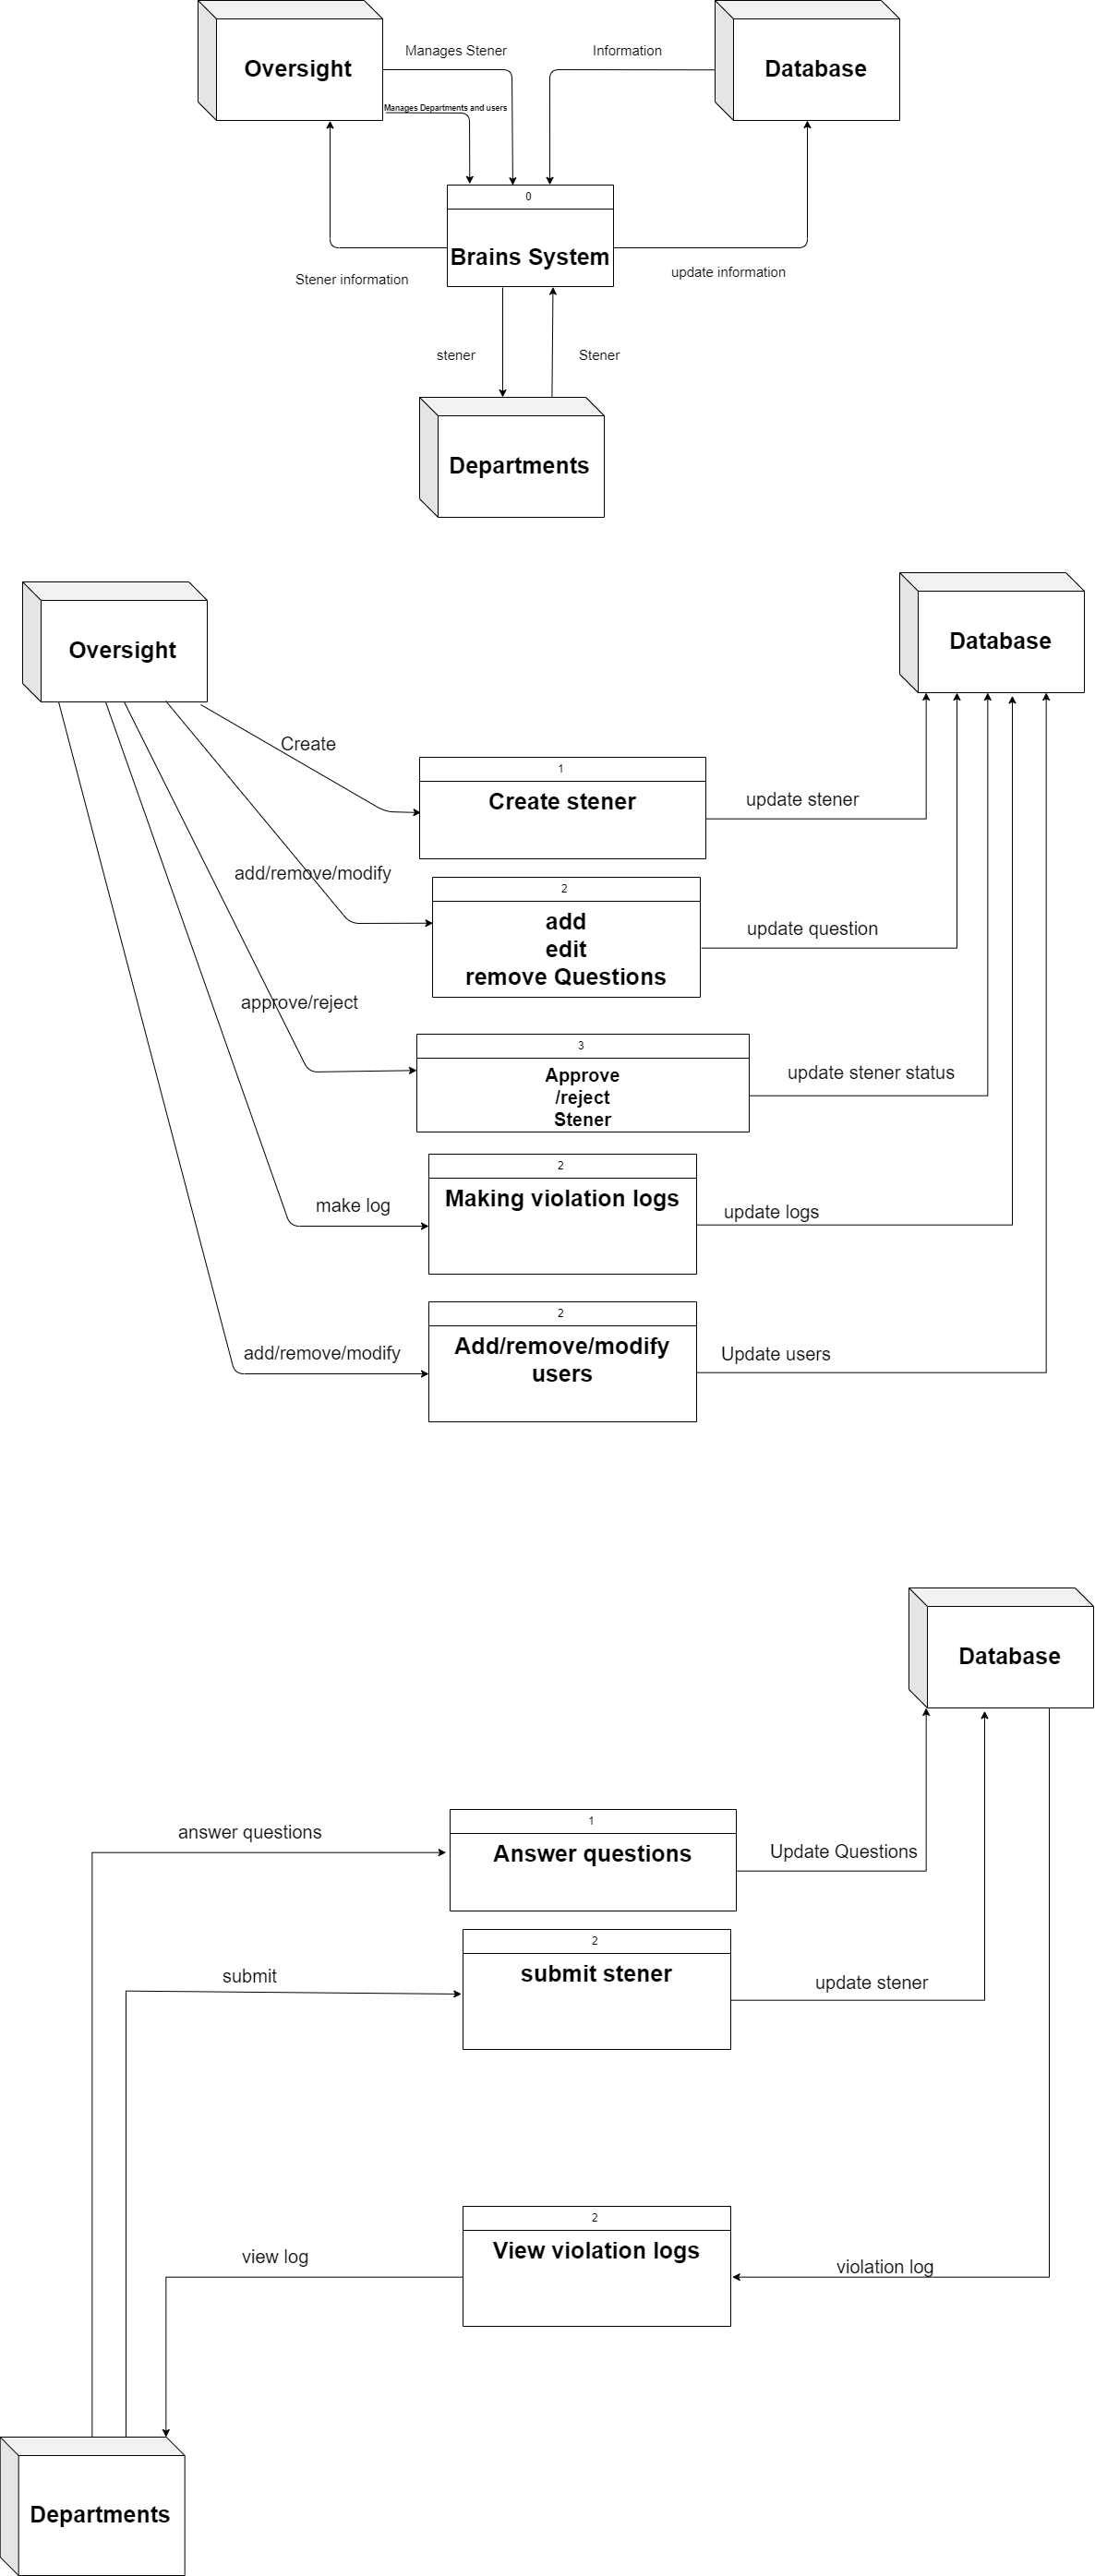 Oversight
Manages Stener
Information
Database
Manages Departments and users
0
Brains System
Stener information
update information
stener
Stener
Departments
Oversight
Database
Create
1
Create stener
update stener
add/remove/modify
2
add
edit
remove Questions
update question
approve/reject
3
Approve
/reject
Stener
update stener status
make log
2
Making violation logs
update logs
add/remove/modify
2
Add/remove/modify
users
Update users
Database
answer questions
1
Answer questions
Update Questions
submit
2
submit stener
update stener
view log
2
View violation logs
violation log
Departments